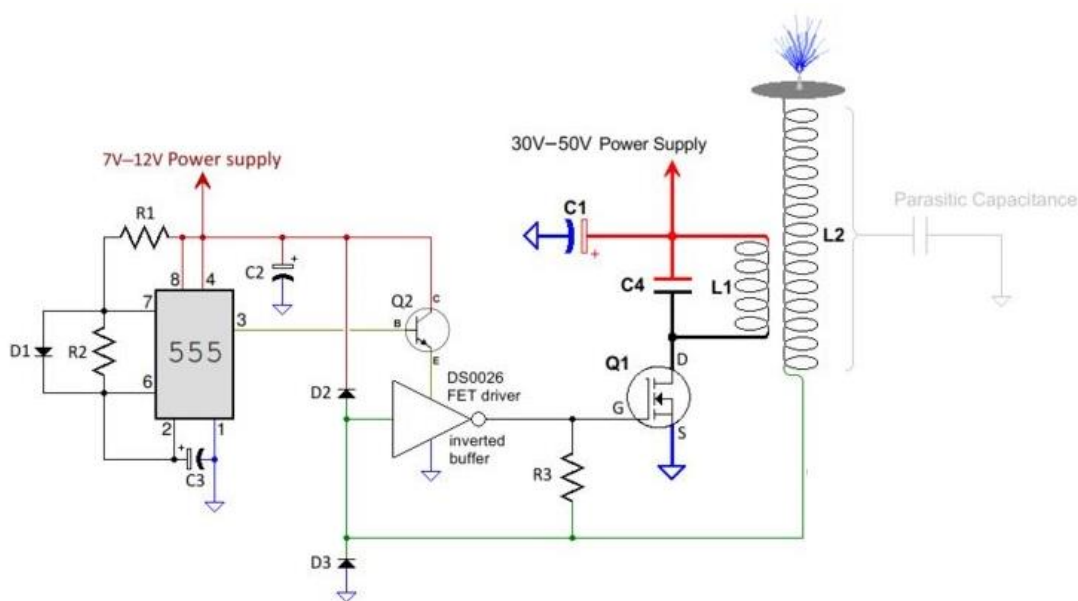 30V–50V Power Supply
7V–12V Power supply
C1
+
Parasitic Capacitance
R1
L2
C2
+
C4
L1
8
4
7
3
Q2
B
C
E
555
D1
R2
6
2
1
+
C3
D2
DS0026
FET driver
inverted
buffer
Q1
D
G
S
R3
D3